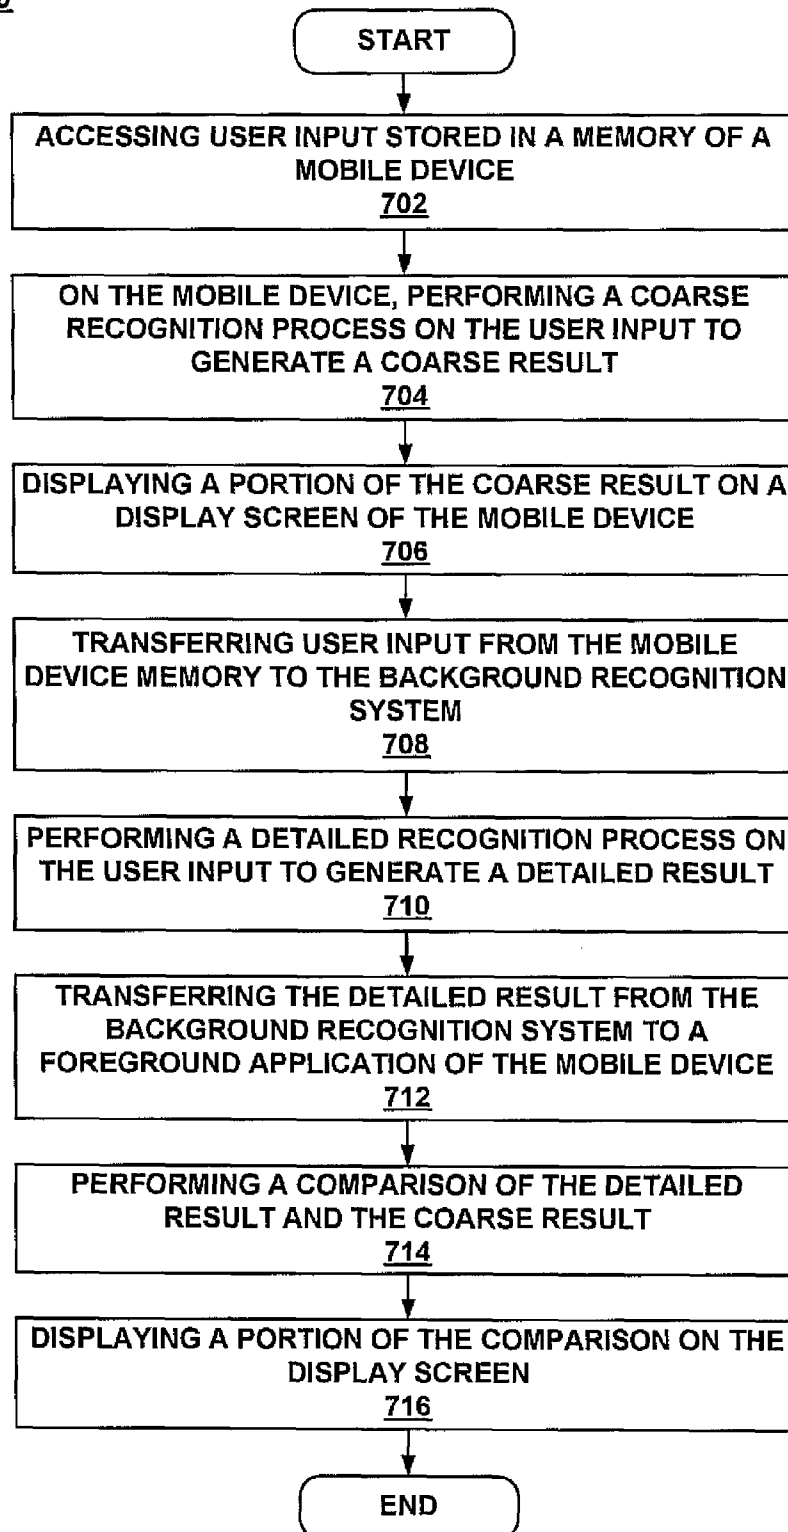 START
ACCESSING USER INPUT STORED IN A MEMORY OF A
MOBILE DEVICE
702
ON THE MOBILE DEVICE, PERFORMING A COARSE
RECOGNITION PROCESS ON THE USER INPUT TO
GENERATE A COARSE RESULT
704
DISPLAYING A PORTION OF THE COARSE RESULT ON A
DISPLAY SCREEN OF THE MOBILE DEVICE
706
TRANSFERRING USER INPUT FROM THE MOBILE
DEVICE MEMORY TO THE BACKGROUND RECOGNITION
SYSTEM
708
PERFORMING A DETAILED RECOGNITION PROCESS ON
THE USER INPUT TO GENERATE A DETAILED RESULT
710
TRANSFERRING THE DETAILED RESULT FROM THE
BACKGROUND RECOGNITION SYSTEM TO A
FOREGROUND APPLICATION OF THE MOBILE DEVICE
712
PERFORMING A COMPARISON OF THE DETAILED
RESULT AND THE COARSE RESULT
714
DISPLAYING A PORTION OF THE COMPARISON ON THE
DISPLAY SCREEN
716
END